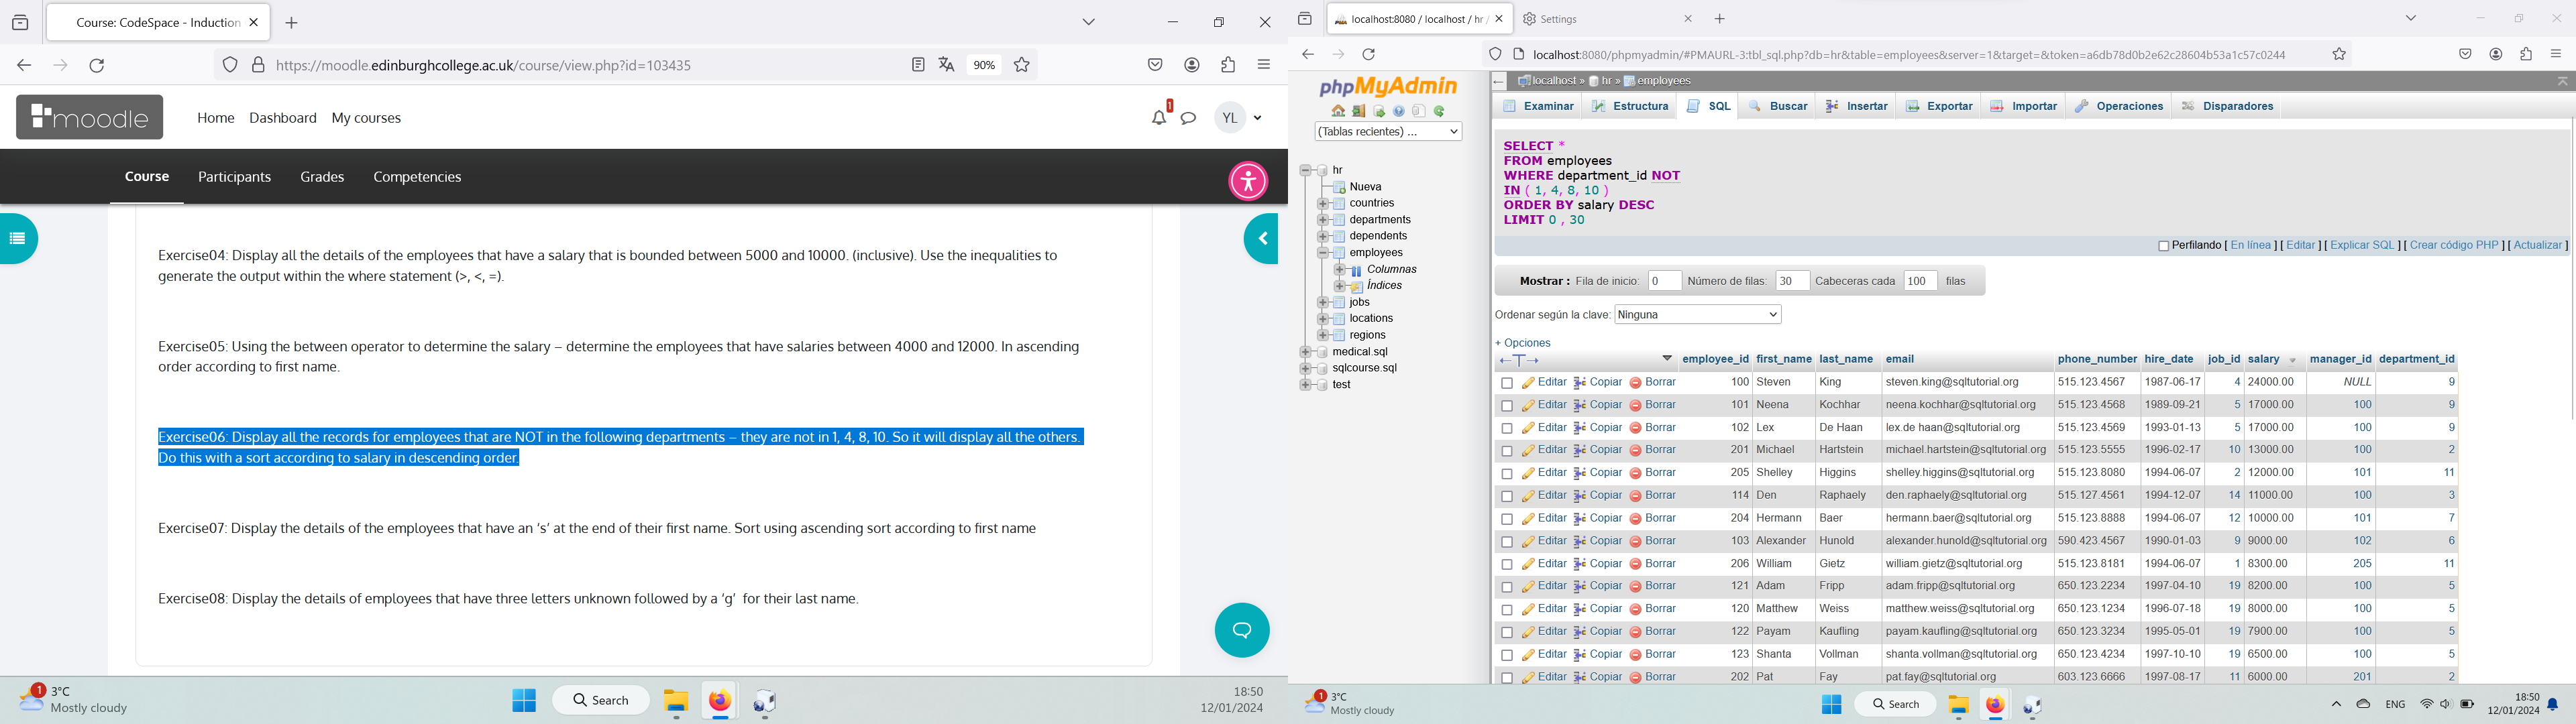 Course: CodeSpace - Induction
https://moodle.edinburghcollege.ac.uk/course/view.php?id=103435
90%
moodle
Home Dashboard My courses
1
YL
Course Participants Grades Competencies
Exercise04: Display all the details of the employees that have a salary that is bounded between 5000 and 10000. (inclusive). Use the inequalities to
generate the output within the where statement (>, <, =).
Exercise05: Using the between operator to determine the salary – determine the employees that have salaries between 4000 and 12000. In ascending
order according to first name.
Exercise06: Display all the records for employees that are NOT in the following departments – they are not in 1, 4, 8, 10. So it will display all the others.
Do this with a sort according to salary in descending order.
Exercise07: Display the details of the employees that have an ‘s’ at the end of their first name. Sort using ascending sort according to first name
Exercise08: Display the details of employees that have three letters unknown followed by a ‘g’ for their last name.
1
3°C
Mostly cloudy
Search
18:50
12/01/2024
localhost:8080 / localhost / hr /
Settings
localhost:8080/phpmyadmin/#PMAURL-3:tbl_sql.php?db=hr&table=employees&server=1&target=&token=a6db78d0b2e62c28604b53a1c57c0244
phpMyAdmin
(Tablas recientes) ...
hr
Nueva
countries
departments
dependents
employees
Columnas
Índices
jobs
locations
regions
medical.sql
sqlcourse.sql
test
localhost » hr » employees
Examinar Estructura SQL Buscar Insertar Exportar Importar Operaciones Disparadores
SELECT *
FROM employees
WHERE department_id NOT
IN ( 1, 4, 8, 10 )
ORDER BY salary DESC
LIMIT 0 , 30
Perfilando [ En línea ] [ Editar ] [ Explicar SQL ] [ Crear código PHP ] [ Actualizar ]
Mostrar : Fila de inicio: 0 Número de filas: 30 Cabeceras cada 100 filas
Ordenar según la clave: Ninguna
+ Opciones
←T→ employee_id first_name last_name email phone_number hire_date job_id salary manager_id department_id
Editar Copiar Borrar 100 Steven King steven.king@sqltutorial.org 515.123.4567 1987-06-17 4 24000.00 NULL 9
Editar Copiar Borrar 101 Neena Kochhar neena.kochhar@sqltutorial.org 515.123.4568 1989-09-21 5 17000.00 100 9
Editar Copiar Borrar 102 Lex De Haan lex.de haan@sqltutorial.org 515.123.4569 1993-01-13 5 17000.00 100 9
Editar Copiar Borrar 201 Michael Hartstein michael.hartstein@sqltutorial.org 515.123.5555 1996-02-17 10 13000.00 100 2
Editar Copiar Borrar 205 Shelley Higgins shelley.higgins@sqltutorial.org 515.123.8080 1994-06-07 2 12000.00 101 11
Editar Copiar Borrar 114 Den Raphaely den.raphaely@sqltutorial.org 515.127.4561 1994-12-07 14 11000.00 100 3
Editar Copiar Borrar 204 Hermann Baer hermann.baer@sqltutorial.org 515.123.8888 1994-06-07 12 10000.00 101 7
Editar Copiar Borrar 103 Alexander Hunold alexander.hunold@sqltutorial.org 590.423.4567 1990-01-03 9 9000.00 102 6
Editar Copiar Borrar 206 William Gietz william.gietz@sqltutorial.org 515.123.8181 1994-06-07 1 8300.00 205 11
Editar Copiar Borrar 121 Adam Fripp adam.fripp@sqltutorial.org 650.123.2234 1997-04-10 19 8200.00 100 5
Editar Copiar Borrar 120 Matthew Weiss matthew.weiss@sqltutorial.org 650.123.1234 1996-07-18 19 8000.00 100 5
Editar Copiar Borrar 122 Payam Kaufling payam.kaufling@sqltutorial.org 650.123.3234 1995-05-01 19 7900.00 100 5
Editar Copiar Borrar 123 Shanta Vollman shanta.vollman@sqltutorial.org 650.123.4234 1997-10-10 19 6500.00 100 5
Editar Copiar Borrar 202 Pat Fay pat.fay@sqltutorial.org 603.123.6666 1997-08-17 11 6000.00 201 2
1
3°C
Mostly cloudy
Search
ENG
18:50
12/01/2024